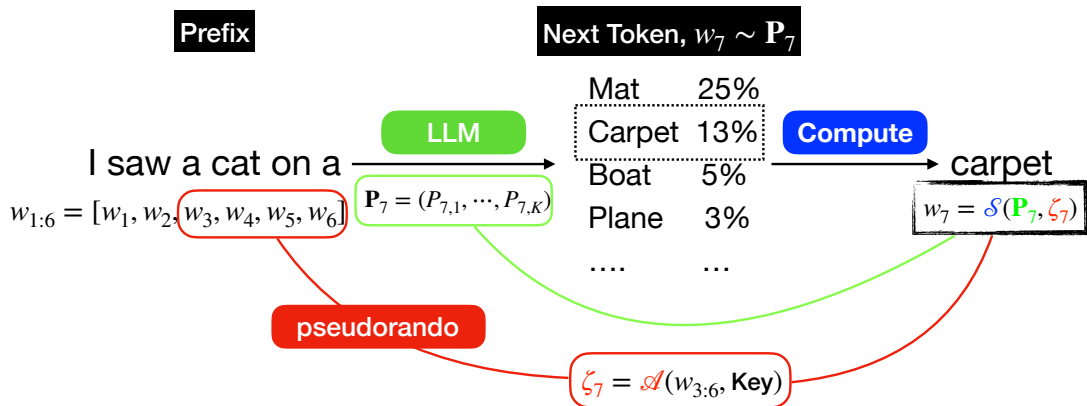 Prefix
Next Token, w₇ ∼ P₇
Mat 25%
LLM
Carpet 13%
Compute
I saw a cat on a
Boat 5%
carpet
w₁:₆ = [w₁, w₂, w₃, w₄, w₅, w₆]
P₇ = (P₇,₁, ⋯, P₇,K)
Plane 3%
w₇ = 𝒮(P₇, ζ₇)
.... ...
pseudorando
ζ₇ = 𝒜(w₃:₆, Key)